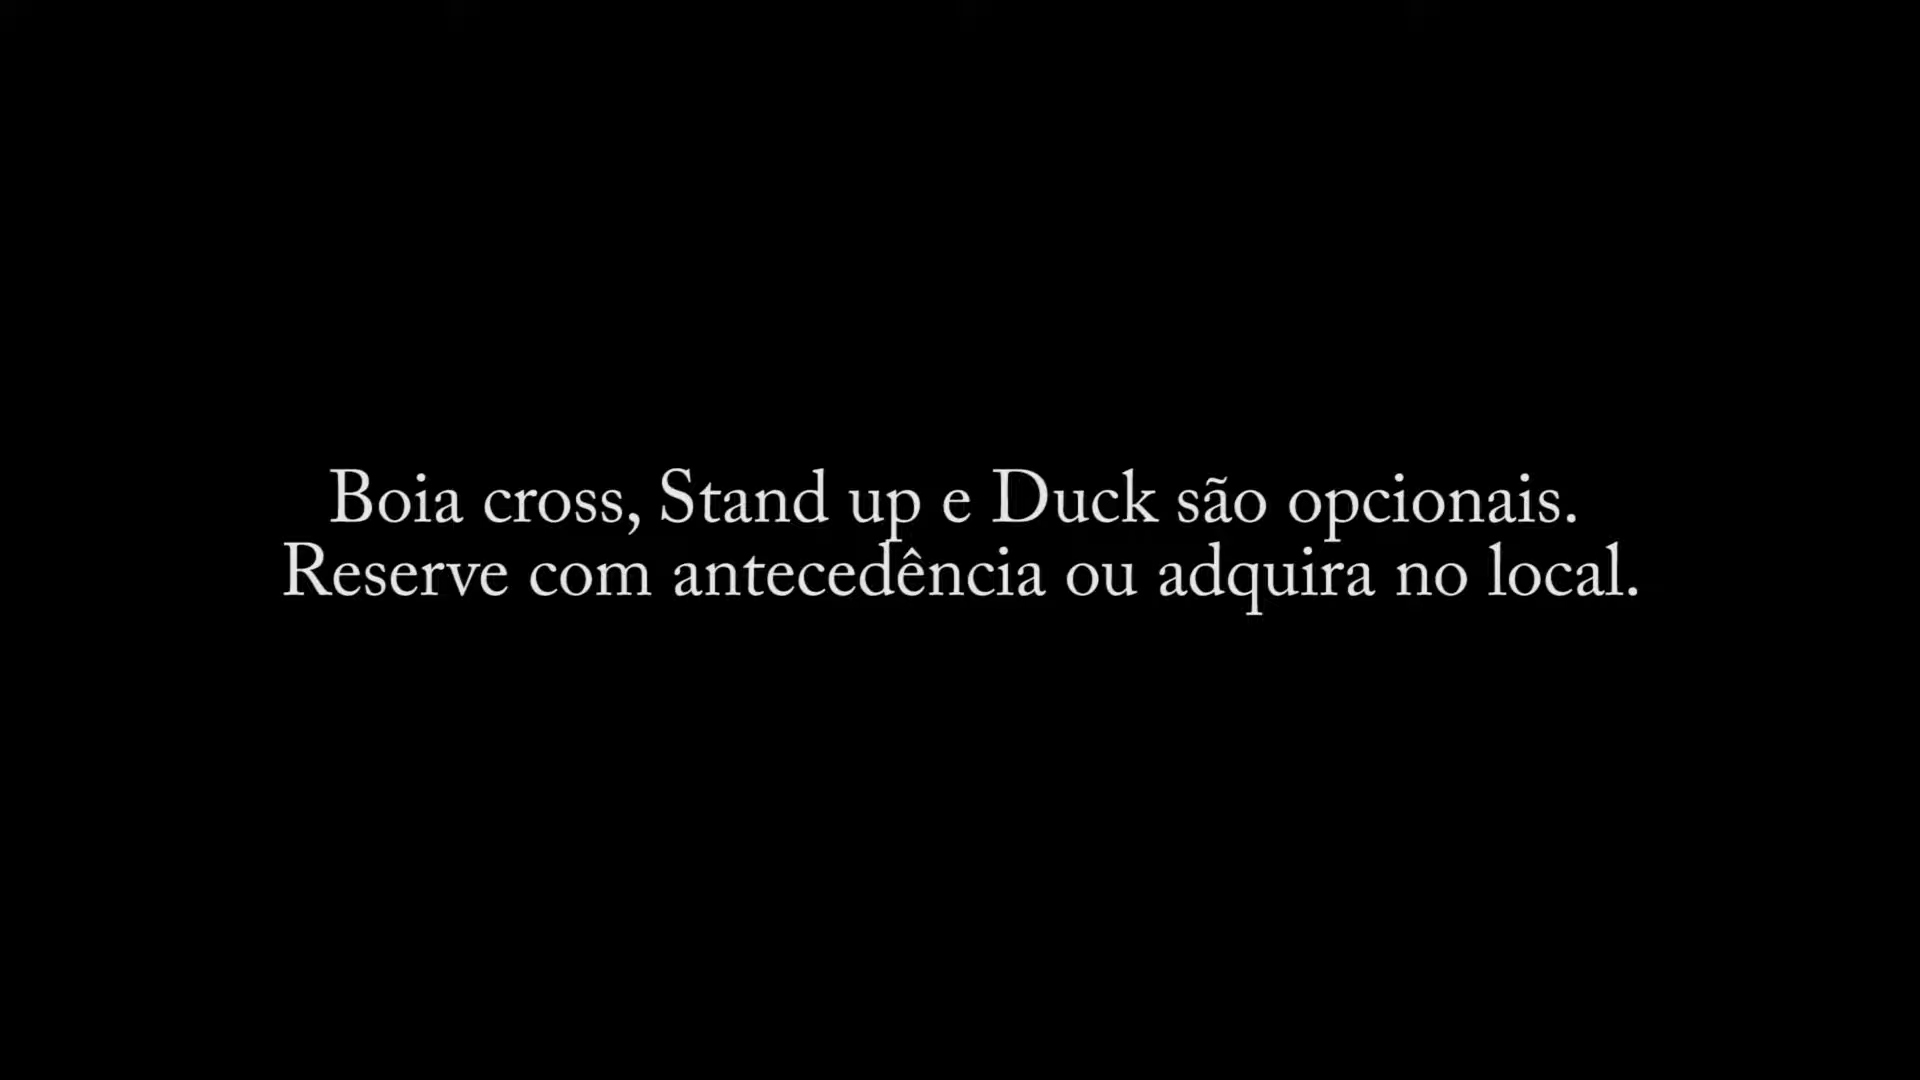 Boia cross, Stand up e Duck são opcionais.
Reserve com antecedência ou adquira no local.